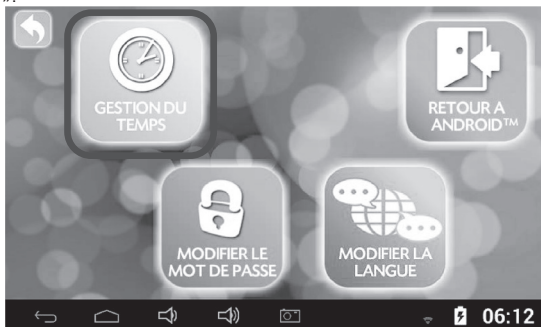 GESTION DU
TEMPS
RETOUR A
ANDROID™
MODIFIER LE
MOT DE PASSE
MODIFIER LA
LANGUE
06:12